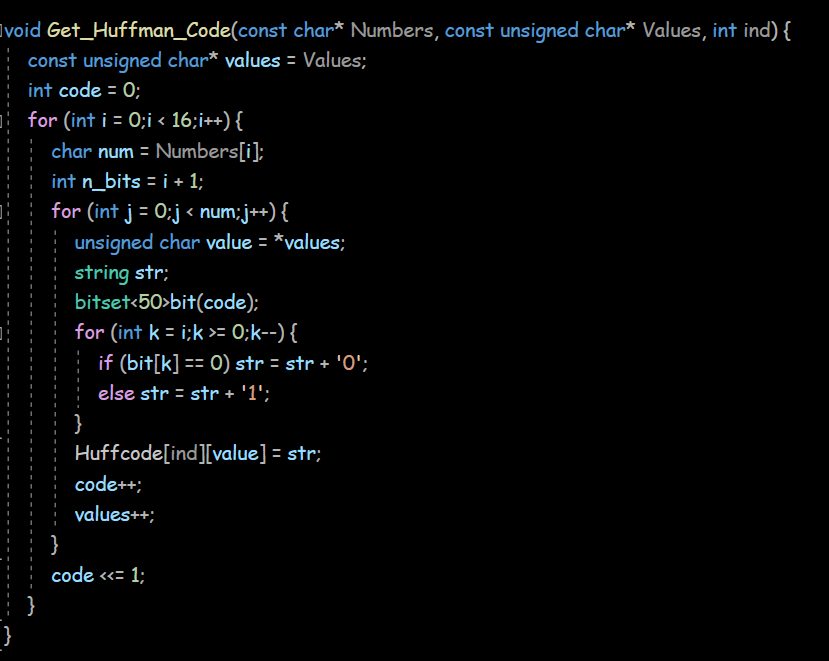 void Get_Huffman_Code(const char* Numbers, const unsigned char* Values, int ind) {
    const unsigned char* values = Values;
    int code = 0;
    for (int i = 0;i < 16;i++) {
        char num = Numbers[i];
        int n_bits = i + 1;
        for (int j = 0;j < num;j++) {
            unsigned char value = *values;
            string str;
            bitset<50>bit(code);
            for (int k = i;k >= 0;k--) {
                if (bit[k] == 0) str = str + '0';
                else str = str + '1';
            }
            Huffcode[ind][value] = str;
            code++;
            values++;
        }
        code <<= 1;
    }
}